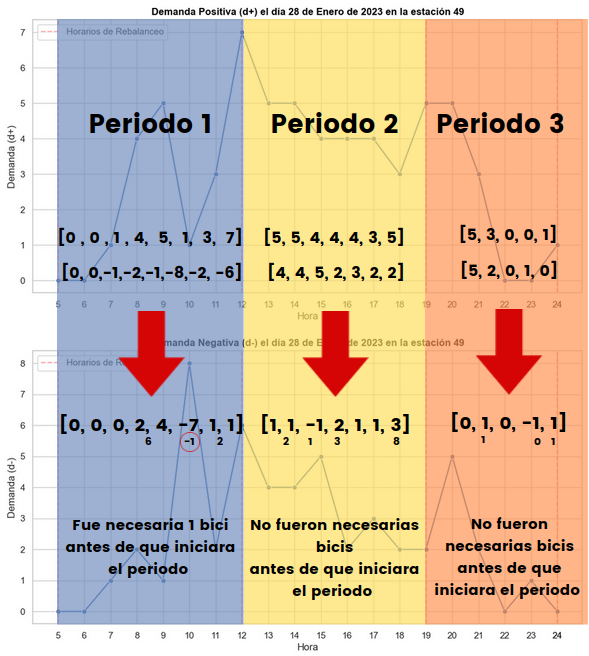 Demanda Positiva (d+) el día 28 de Enero de 2023 en la estación 49
Horarios de Rebalanceo
Demanda (d+)
7
6
5
4
3
2
1
0
Periodo 1
Periodo 2
Periodo 3
[0 , 0 , 1 , 4, 5, 1, 3, 7]
[5, 5, 4, 4, 4, 3, 5]
[5, 3, 0, 0, 1]
[0, 0,-1,-2,-1,-8,-2, -6]
[4, 4, 5, 2, 3, 2, 2]
[5, 2, 0, 1, 0]
5 6 7 8 9 10 11 12 13 14 15 16 17 18 19 20 21 22 23 24
Hora
Demanda Negativa (d-) el día 28 de Enero de 2023 en la estación 49
Horarios de R
Demanda (d-)
8
7
6
5
4
3
2
1
0
[0, 0, 0, 2, 4, -7, 1, 1]
[1, 1, -1, 2, 1, 1, 3]
[0, 1, 0, -1, 1]
6 -1 2
2 1 3 8
1 0 1
Fue necesaria 1 bici
antes de que iniciara
el periodo
No fueron necesarias
bicis
antes de que iniciara
el periodo
No fueron
necesarias bicis
antes de que
iniciara el periodo
5 6 7 8 9 10 11 12 13 14 15 16 17 18 19 20 21 22 23 24
Hora